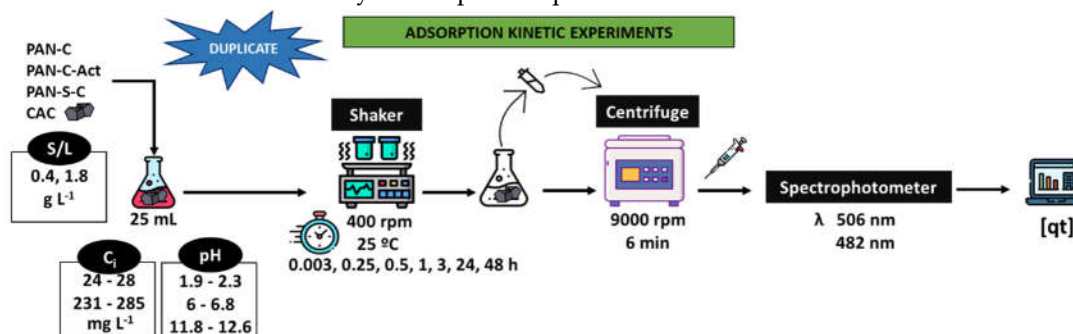 DUPLICATE
ADSORPTION KINETIC EXPERIMENTS
PAN-C
PAN-C-Act
PAN-S-C
CAC
S/L
0.4, 1.8
g L⁻¹
25 mL
Shaker
400 rpm
25 ºC
0.003, 0.25, 0.5, 1, 3, 24, 48 h
Centrifuge
9000 rpm
6 min
Spectrophotometer
λ 506 nm
482 nm
[qt]
Cᵢ
24 - 28
231 - 285
mg L⁻¹
pH
1.9 - 2.3
6 - 6.8
11.8 - 12.6